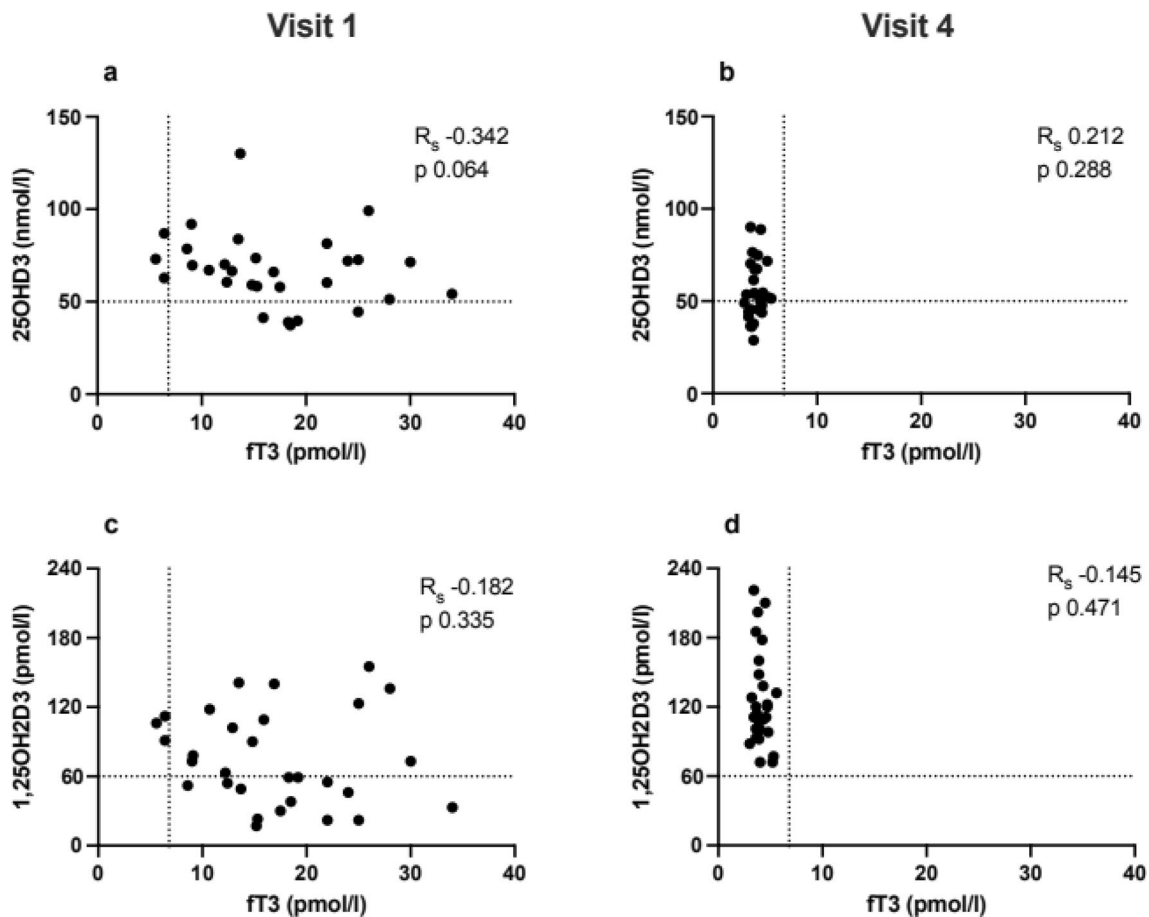 Visit 1
Visit 4
a
150
100
50
0
25OHD3 (nmol/l)
Rs -0.342
p 0.064
0 10 20 30 40
fT3 (pmol/l)
b
150
100
50
0
25OHD3 (nmol/l)
Rs 0.212
p 0.288
0 10 20 30 40
fT3 (pmol/l)
c
240
180
120
60
0
1,25OH2D3 (pmol/l)
Rs -0.182
p 0.335
0 10 20 30 40
fT3 (pmol/l)
d
240
180
120
60
0
1,25OH2D3 (pmol/l)
Rs -0.145
p 0.471
0 10 20 30 40
fT3 (pmol/l)